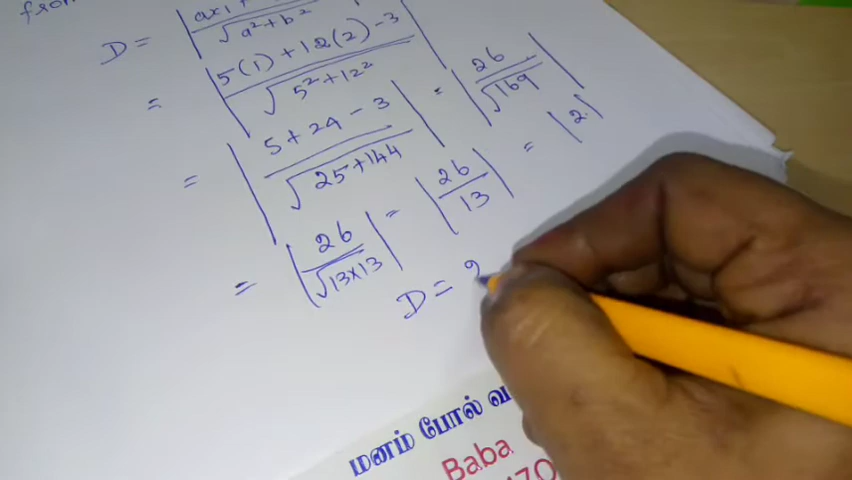 from
D = | ax1 + / √a² + b² |
= | 5(1) + 12(2) - 3 / √5² + 12² |
= | 5 + 24 - 3 / √25 + 144 | = | 26 / √169 |
= | 26 / √13×13 | = | 26 / 13 | = | 2 |
D = 2
மனம் போல்
Baba